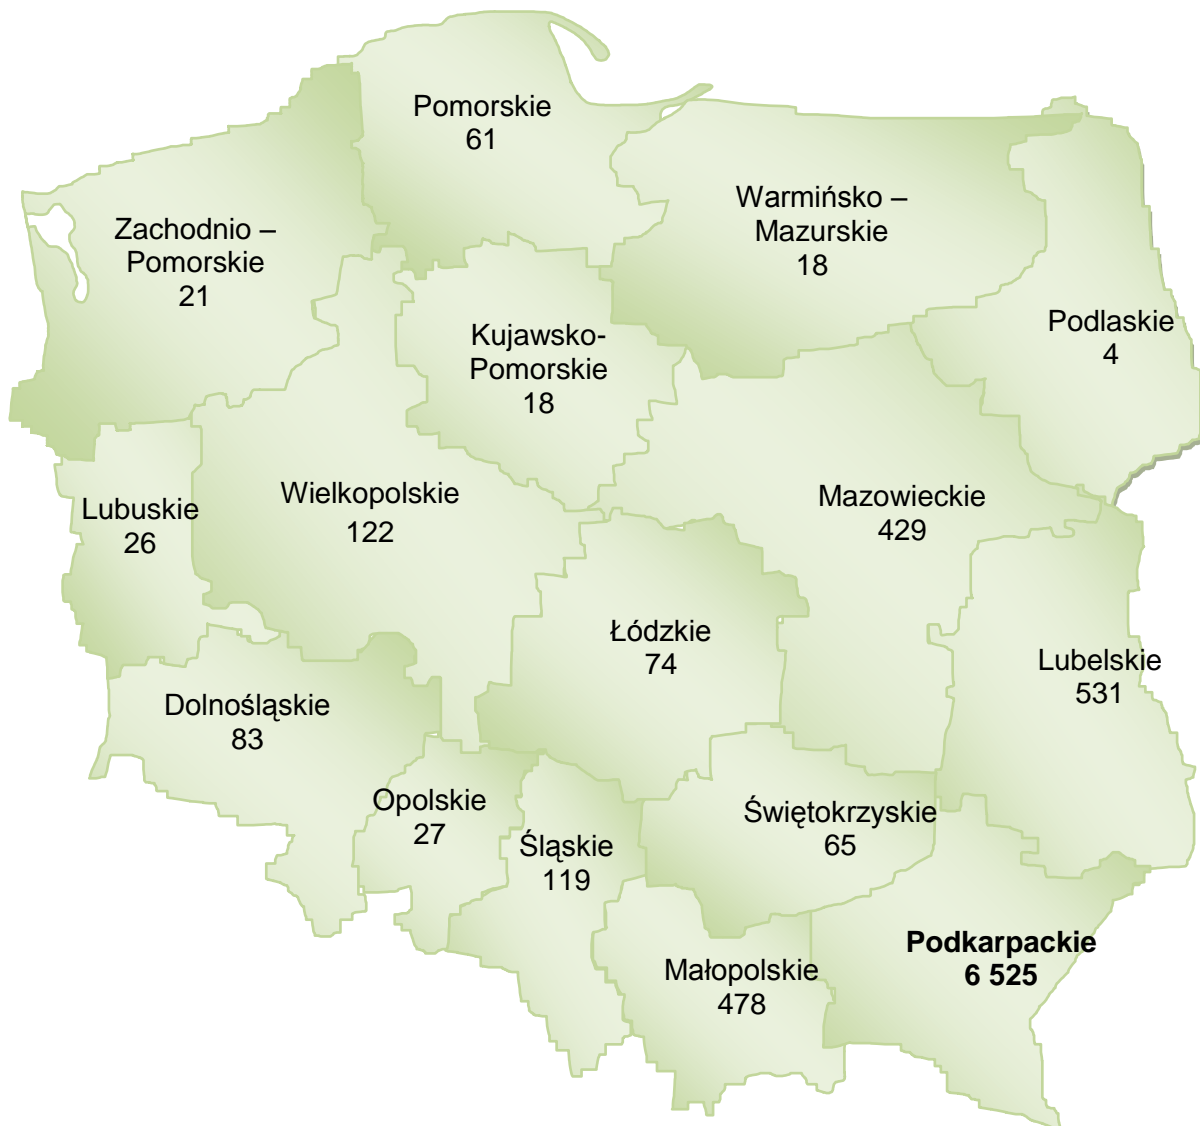 Pomorskie
61
Warmińsko –
Mazurskie
18
Zachodnio –
Pomorskie
21
Podlaskie
4
Kujawsko-
Pomorskie
18
Wielkopolskie
122
Mazowieckie
429
Lubuskie
26
Łódzkie
74
Lubelskie
531
Dolnośląskie
83
Opolskie
27
Śląskie
119
Świętokrzyskie
65
Podkarpackie
6 525
Małopolskie
478